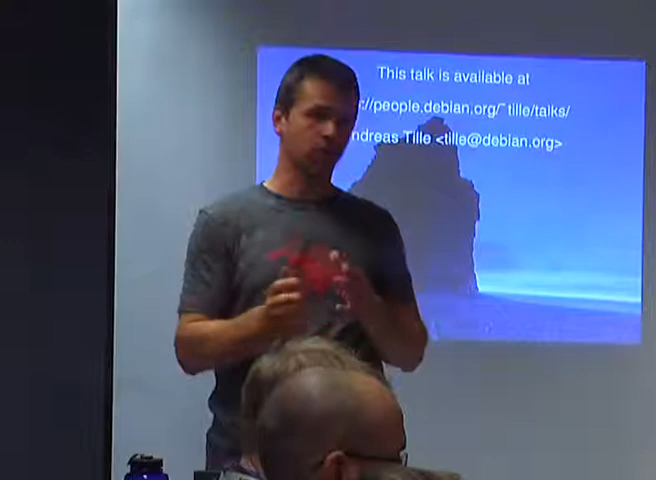 This talk is available at
://people.debian.org/~tille/talks/
ndreas Tille <tille@debian.org>